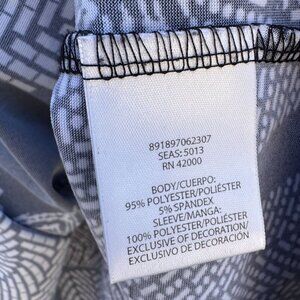 891897062307
SEAS: 5013
RN 42000
BODY/CUERPO:
95% POLYESTER/POLIÉSTER
5% SPANDEX
SLEEVE/MANGA:
100% POLYESTER/POLIÉSTER
EXCLUSIVE OF DECORATION/
EXCLUSIVO DE DECORACIÓN